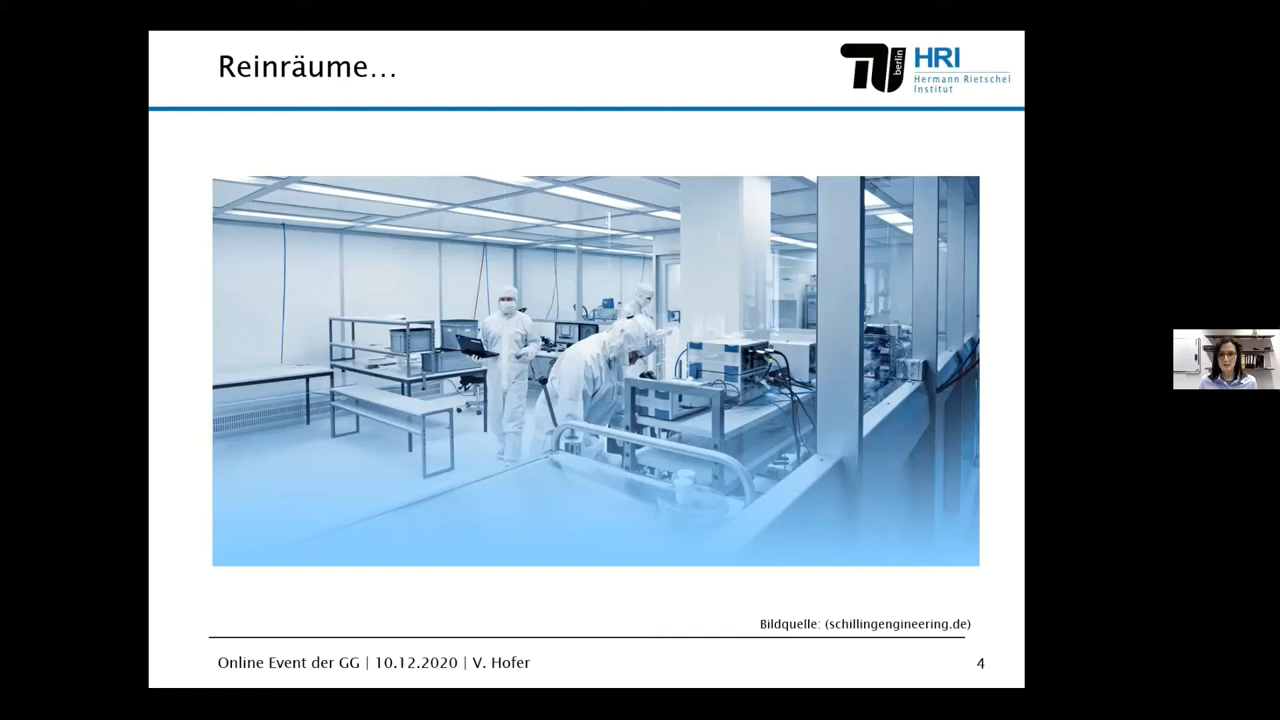 Reinräume...
berlin
HRI
Hermann Rietschel
Institut
Bildquelle: (schillingengineering.de)
Online Event der GG | 10.12.2020 | V. Hofer
4